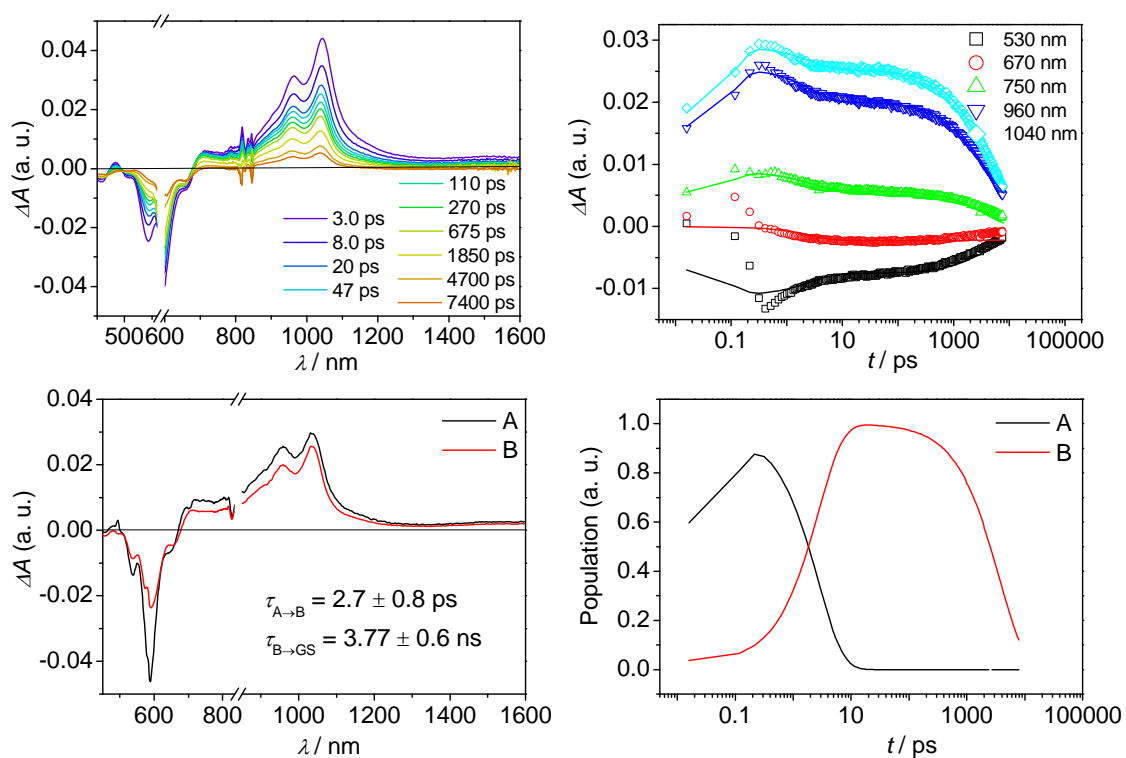 ΔA (a. u.)
0.04
0.02
0.00
-0.02
-0.04
3.0 ps
8.0 ps
20 ps
47 ps
110 ps
270 ps
675 ps
1850 ps
4700 ps
7400 ps
500 600 800 1000 1200 1400 1600
λ / nm
ΔA (a. u.)
0.03
0.02
0.01
0.00
-0.01
530 nm
670 nm
750 nm
960 nm
1040 nm
0.1 10 1000 100000
t / ps
ΔA (a. u.)
0.04
0.02
0.00
-0.02
-0.04
A
B
τA→B = 2.7 ± 0.8 ps
τB→GS = 3.77 ± 0.6 ns
600 800 1000 1200 1400 1600
λ / nm
Population (a. u.)
1.0
0.8
0.6
0.4
0.2
0.0
A
B
0.1 10 1000 100000
t / ps